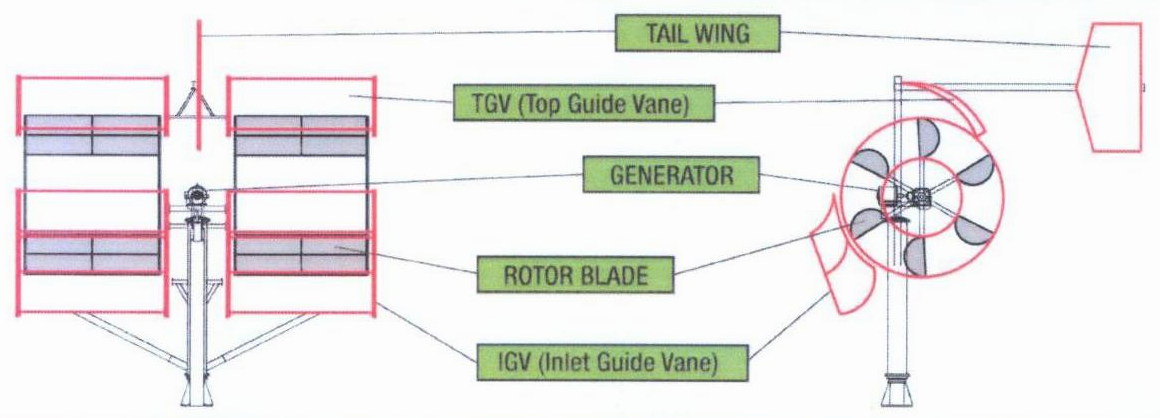 TAIL WING
TGV (Top Guide Vane)
GENERATOR
ROTOR BLADE
IGV (Inlet Guide Vane)